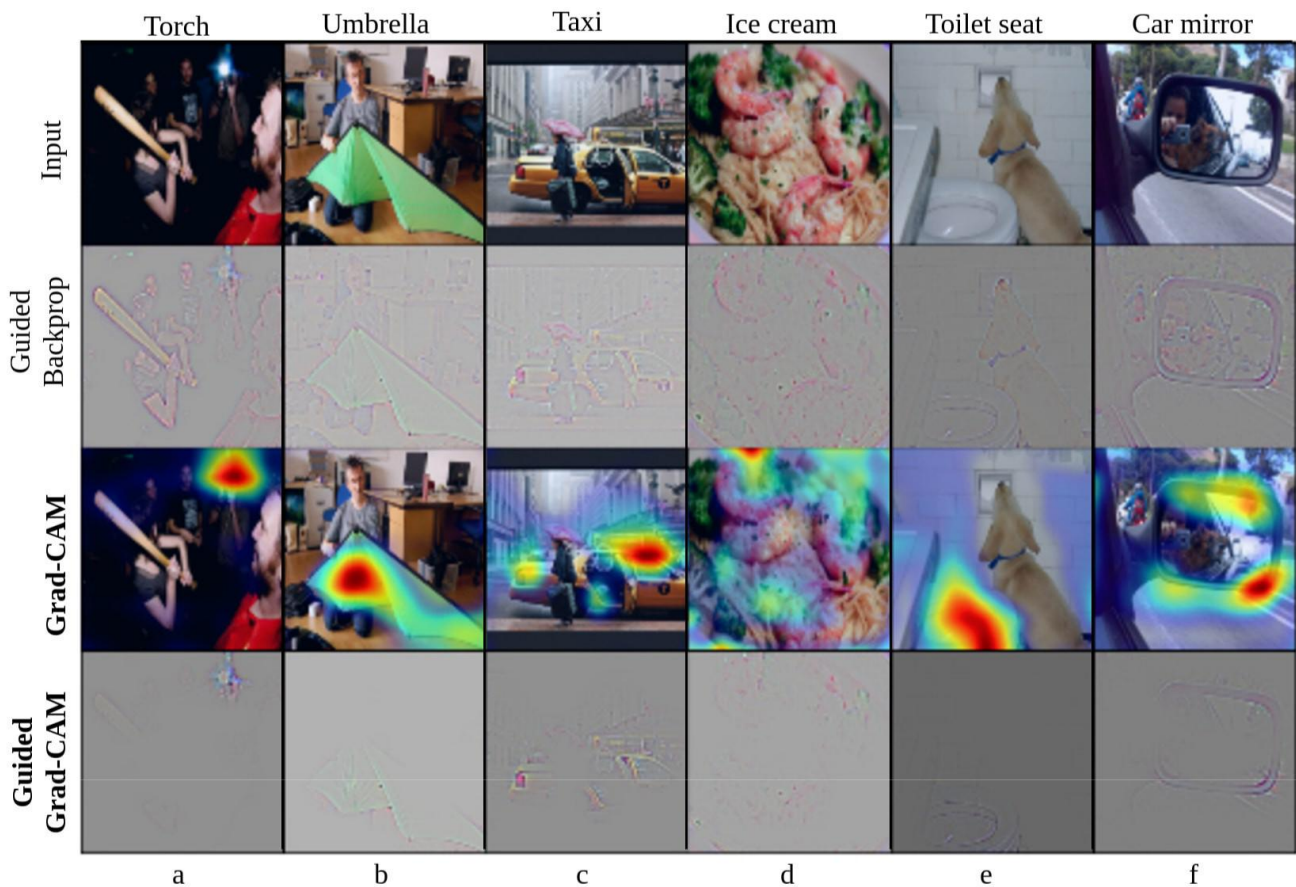 Torch Umbrella Taxi Ice cream Toilet seat Car mirror
Input
Guided
Backprop
Grad-CAM
Guided
Grad-CAM
a b c d e f